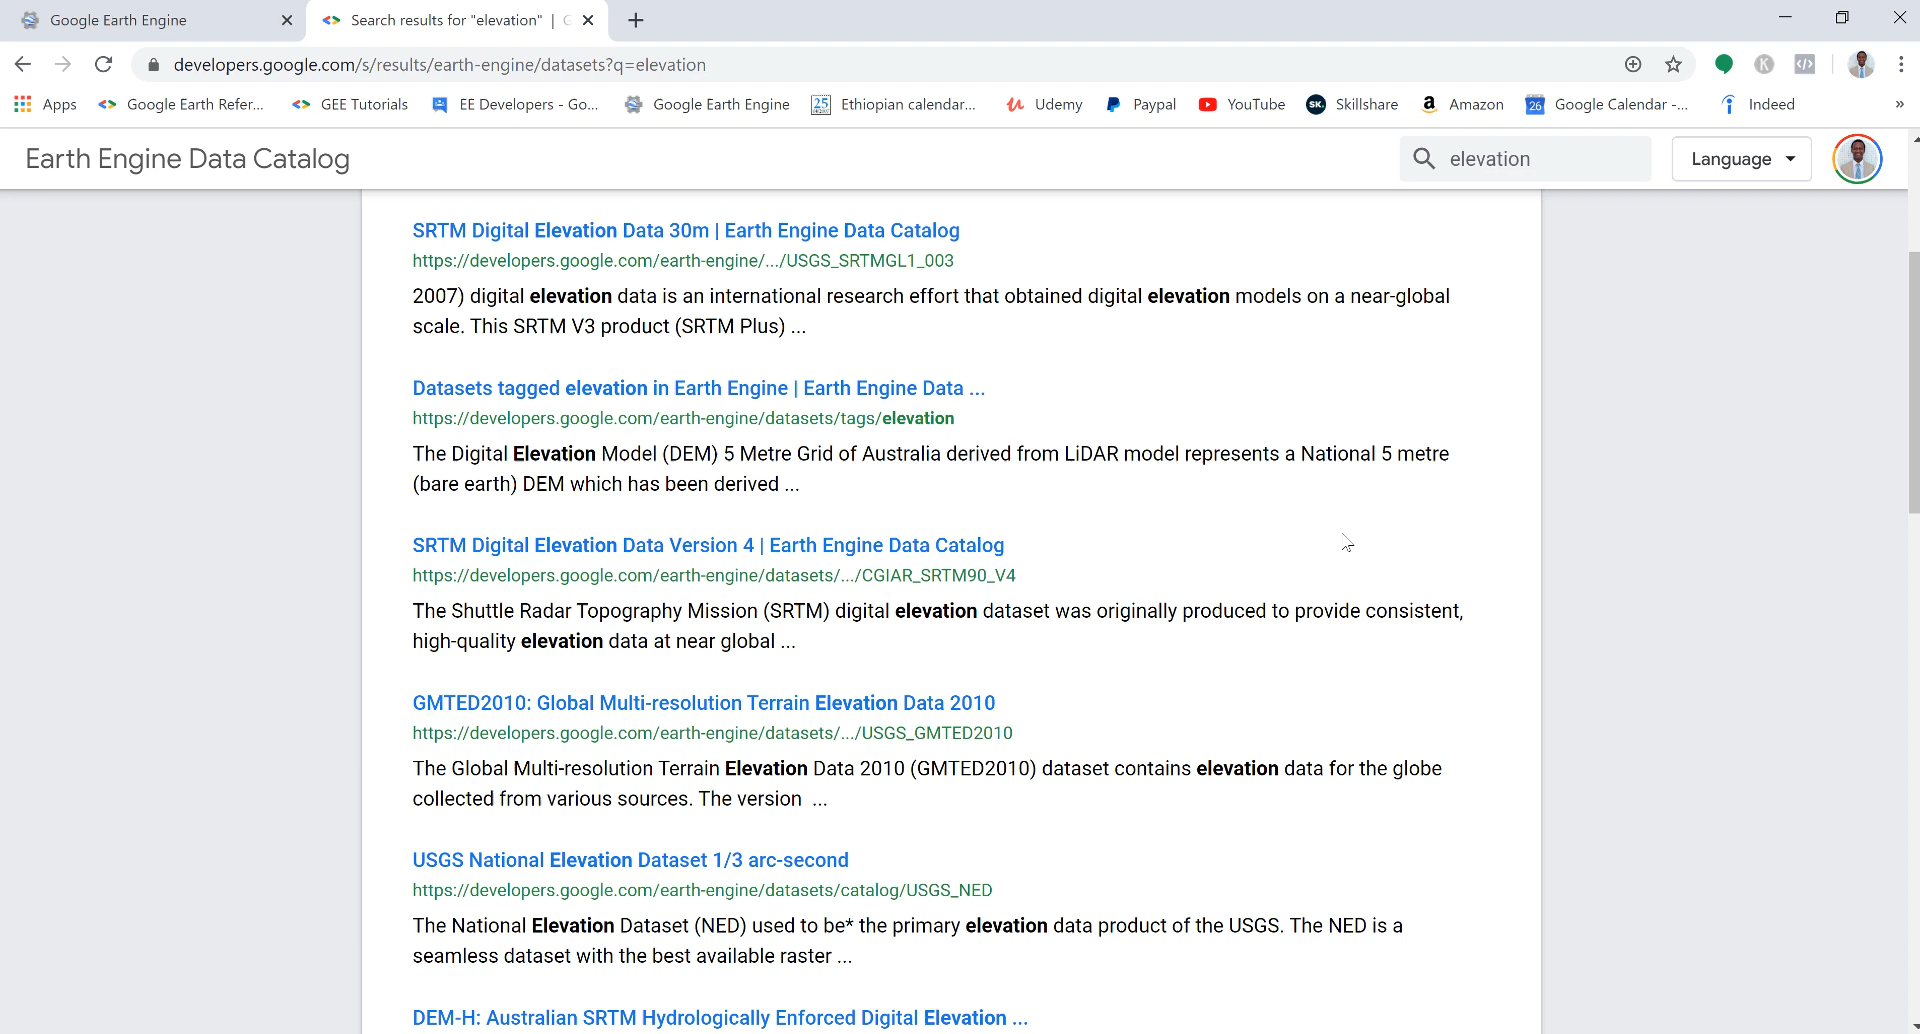 Google Earth Engine
Search results for "elevation" |
developers.google.com/s/results/earth-engine/datasets?q=elevation
Apps
Google Earth Refer...
GEE Tutorials
EE Developers - Go...
Google Earth Engine
25
Ethiopian calendar...
Udemy
Paypal
YouTube
SK.
Skillshare
Amazon
26
Google Calendar -...
Indeed
»
Earth Engine Data Catalog
elevation
Language
SRTM Digital Elevation Data 30m | Earth Engine Data Catalog
https://developers.google.com/earth-engine/.../USGS_SRTMGL1_003
2007) digital elevation data is an international research effort that obtained digital elevation models on a near-global
scale. This SRTM V3 product (SRTM Plus) ...
Datasets tagged elevation in Earth Engine | Earth Engine Data ...
https://developers.google.com/earth-engine/datasets/tags/elevation
The Digital Elevation Model (DEM) 5 Metre Grid of Australia derived from LiDAR model represents a National 5 metre
(bare earth) DEM which has been derived ...
SRTM Digital Elevation Data Version 4 | Earth Engine Data Catalog
https://developers.google.com/earth-engine/datasets/.../CGIAR_SRTM90_V4
The Shuttle Radar Topography Mission (SRTM) digital elevation dataset was originally produced to provide consistent,
high-quality elevation data at near global ...
GMTED2010: Global Multi-resolution Terrain Elevation Data 2010
https://developers.google.com/earth-engine/datasets/.../USGS_GMTED2010
The Global Multi-resolution Terrain Elevation Data 2010 (GMTED2010) dataset contains elevation data for the globe
collected from various sources. The version ...
USGS National Elevation Dataset 1/3 arc-second
https://developers.google.com/earth-engine/datasets/catalog/USGS_NED
The National Elevation Dataset (NED) used to be* the primary elevation data product of the USGS. The NED is a
seamless dataset with the best available raster ...
DEM-H: Australian SRTM Hydrologically Enforced Digital Elevation ...